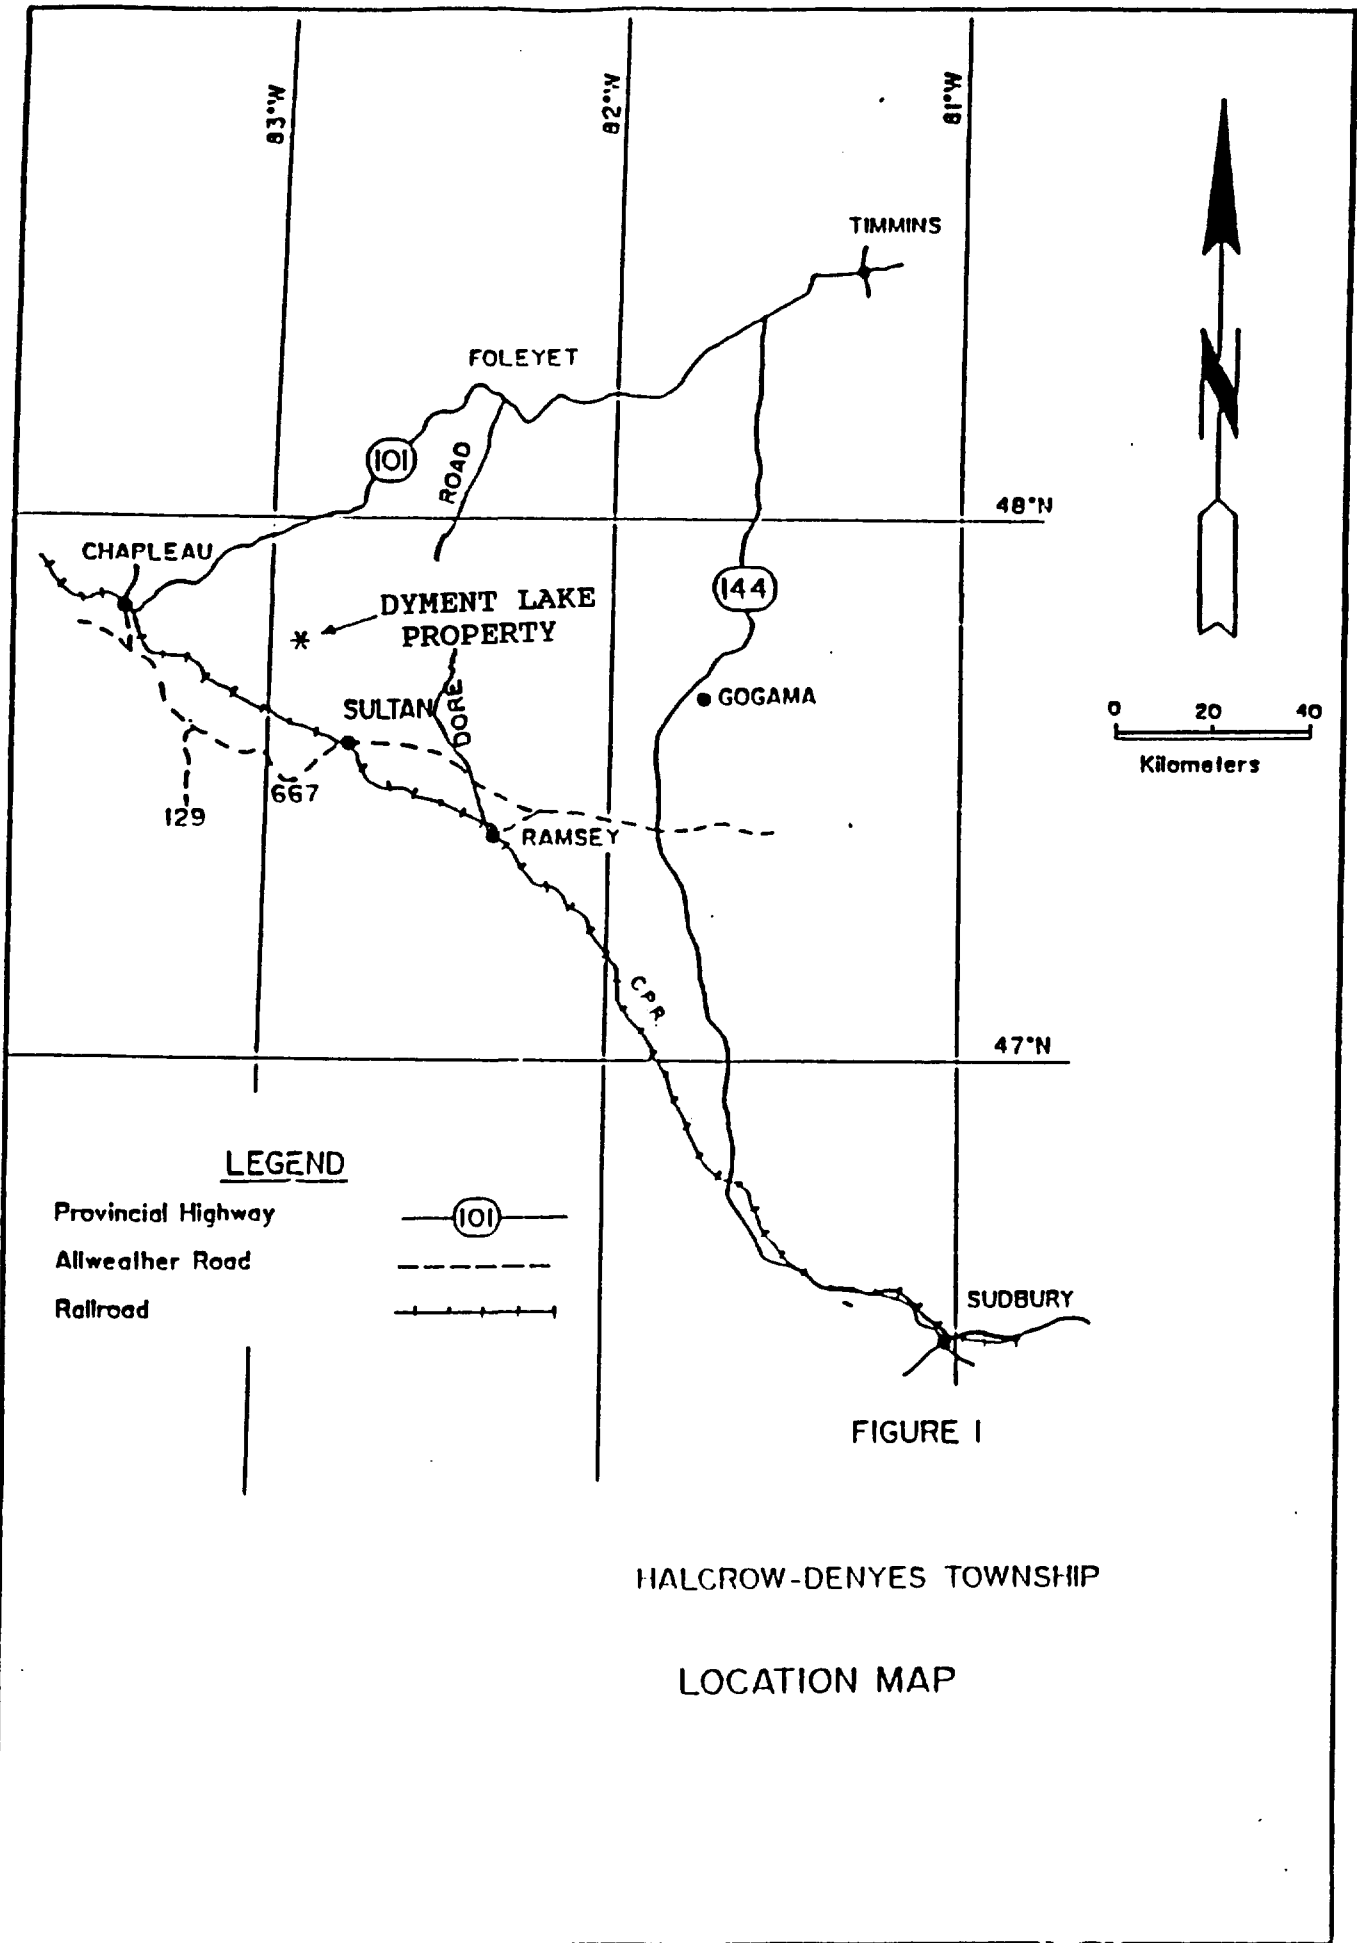 83°W
82°W
81°W
TIMMINS
FOLEYET
101
ROAD
N
48°N
CHAPLEAU
144
DYMENT LAKE
PROPERTY
SULTAN
DORE
GOGAMA
0 20 40
Kilometers
667
129
RAMSEY
C.P.R.
47°N
LEGEND
Provincial Highway
101
Allweather Road
Railroad
SUDBURY
FIGURE 1
HALCROW-DENYES TOWNSHIP
LOCATION MAP